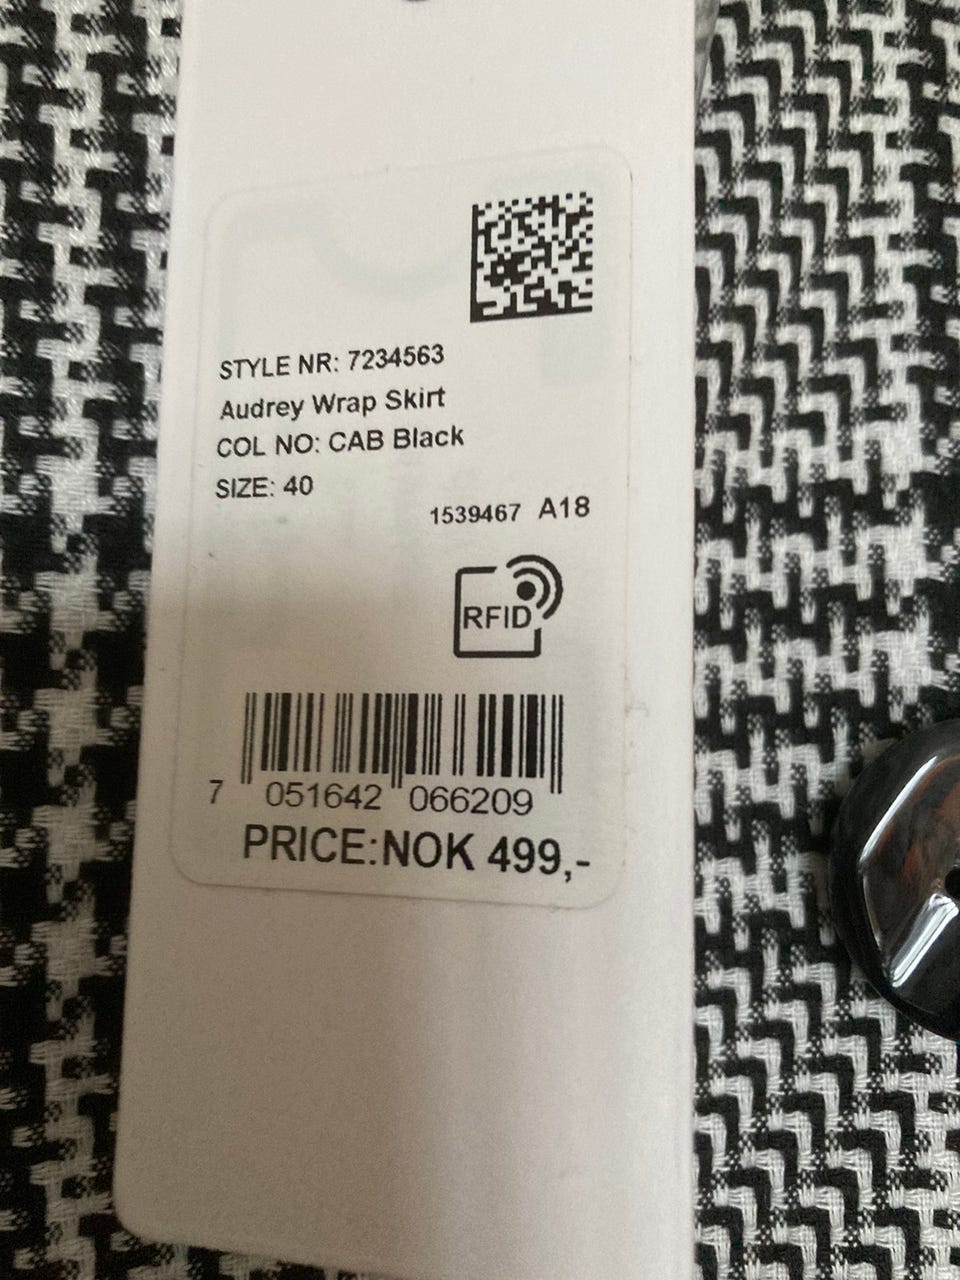 STYLE NR: 7234563
Audrey Wrap Skirt
COL NO: CAB Black
SIZE: 40
1539467 A18
RFID
7 051642 066209
PRICE:NOK 499,-